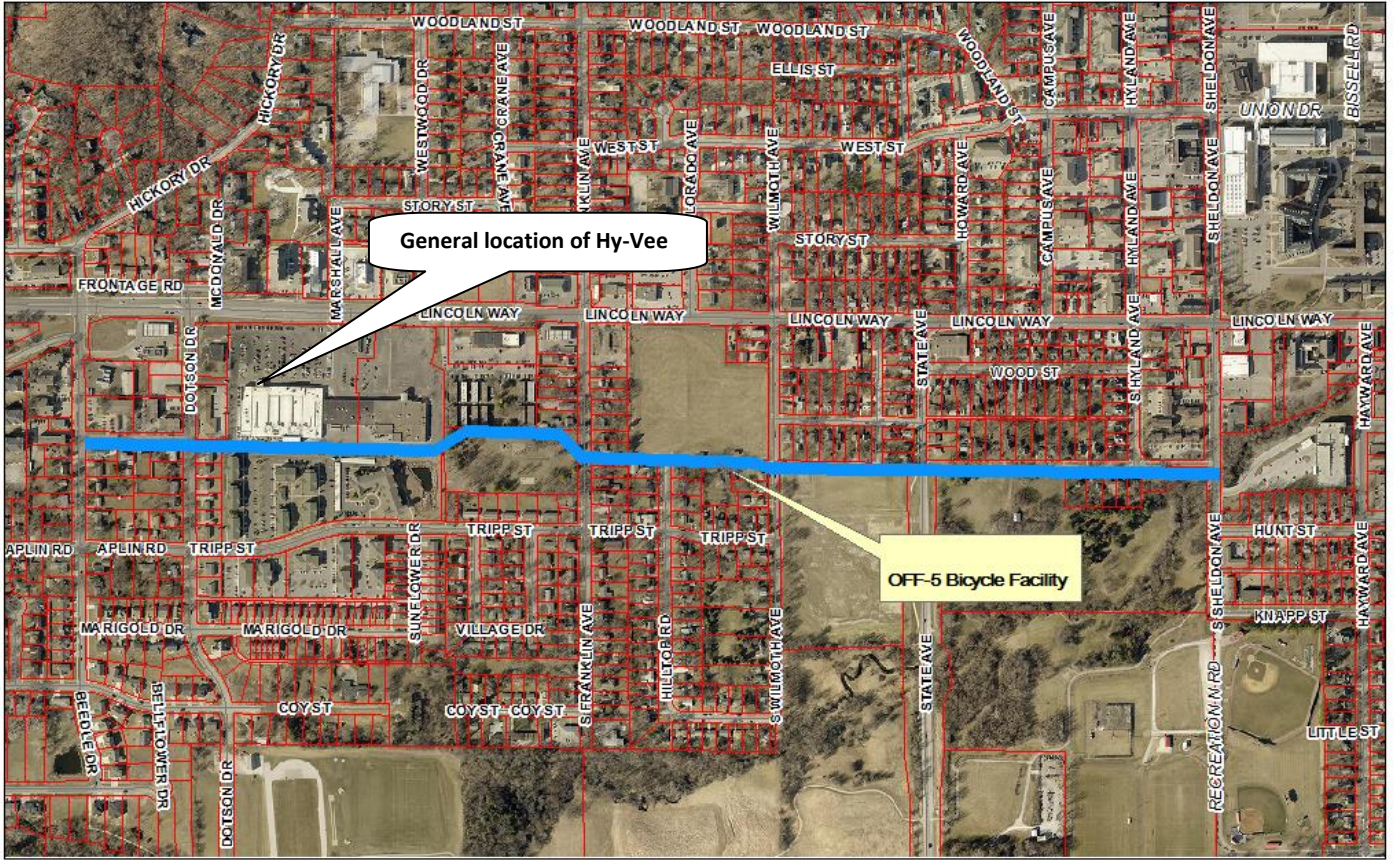 WOODLAND ST
WOODLAND ST
WOODLAND ST
WOODLAND ST
HICKORY DR
WESTWOOD DR
CRANE AVE
ELLIS ST
CAMPUS AVE
HYLAND AVE
SHELDON AVE
UNION DR
BISSELL RD
WEST ST
WEST ST
HICKORY DR
MCDONALD DR
MARSHALL AVE
STORY ST
CRANE AVE
WILMOTH AVE
STORY ST
HOWARD AVE
CAMPUS AVE
HYLAND AVE
SHELDON AVE
General location of Hy-Vee
FRONTAGE RD
LINCOLN WAY
LINCOLN WAY
LINCOLN WAY
LINCOLN WAY
LINCOLN WAY
DOTSON DR
STATE AVE
WOOD ST
S HYLAND AVE
HAYWARD AVE
HAYWARD AVE
OFF-5 Bicycle Facility
APLIN RD
APLIN RD
TRIPP ST
TRIPP ST
TRIPP ST
TRIPP ST
SUNFLOWER DR
S SHELDON AVE
HUNT ST
KNAPP ST
HAYWARD AVE
MARIGOLD DR
MARIGOLD DR
VILLAGE DR
S FRANKLIN AVE
HILLTOP RD
S WILMOTH AVE
STATE AVE
BEEDLE DR
BELLFLOWER DR
DOTSON DR
COY ST
COY ST
COY ST
RECREATION RD
LITTLE ST